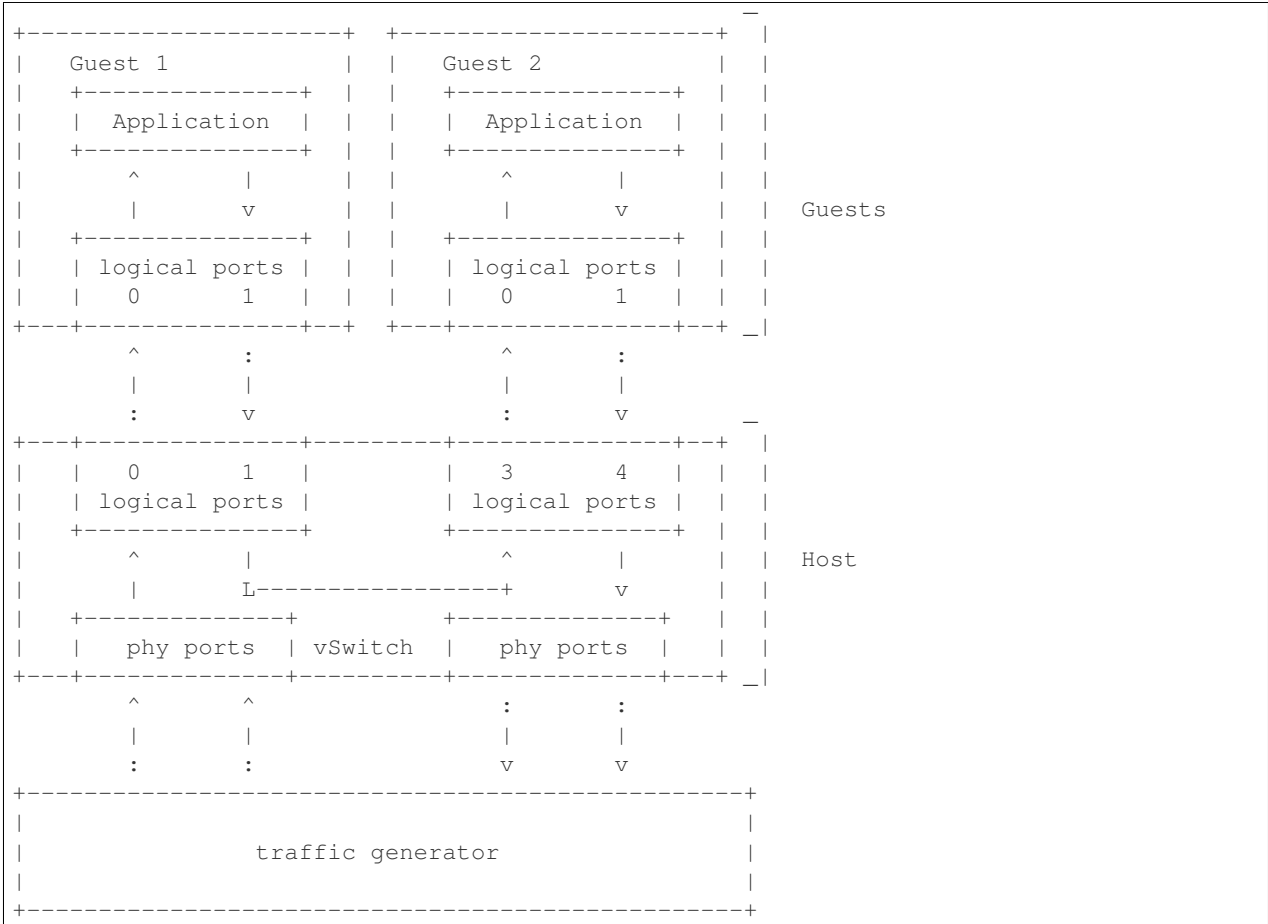 _
+----------------------+  +----------------------+  |
|   Guest 1            |  |   Guest 2            |  |
|   +---------------+  |  |   +---------------+  |  |
|   |  Application  |  |  |   |  Application  |  |  |
|   +---------------+  |  |   +---------------+  |  |
|       ^       |      |  |       ^       |      |  |
|       |       v      |  |       |       v      |  |  Guests
|   +---------------+  |  |   +---------------+  |  |
|   | logical ports |  |  |   | logical ports |  |  |
|   |   0       1   |  |  |   |   0       1   |  |  |
+---+---------------+--+  +---+---------------+--+ _|
        ^       :                 ^       :
        |       |                 |       |
        :       v                 :       v         _
+---+---------------+---------+---------------+--+  |
|   |   0       1   |         |   3       4   |  |  |
|   | logical ports |         | logical ports |  |  |
|   +---------------+         +---------------+  |  |
|       ^       |                 ^       |      |  |  Host
|       |       L-----------------+       v      |  |
|   +--------------+          +--------------+   |  |
|   |   phy ports  | vSwitch  |   phy ports  |   |  |
+---+--------------+----------+--------------+---+ _|
        ^       ^                 :       :
        |       |                 |       |
        :       :                 v       v
+--------------------------------------------------+
|                                                  |
|                traffic generator                 |
|                                                  |
+--------------------------------------------------+